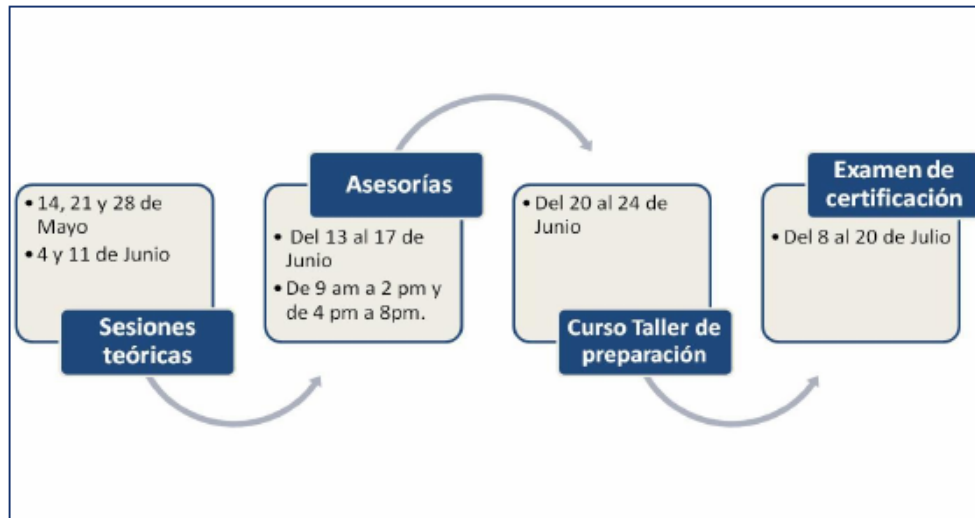 • 14, 21 y 28 de
Mayo
• 4 y 11 de Junio
Sesiones
teóricas
Asesorías
• Del 13 al 17 de
Junio
• De 9 am a 2 pm y
de 4 pm a 8pm.
• Del 20 al 24 de
Junio
Curso Taller de
preparación
Examen de
certificación
• Del 8 al 20 de Julio